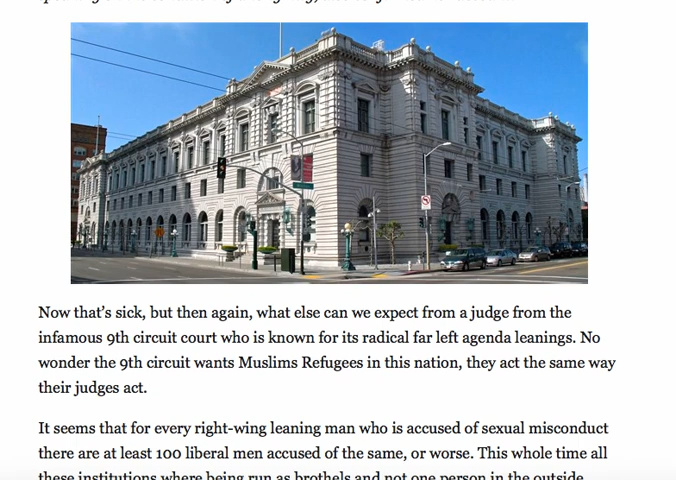 Now that's sick, but then again, what else can we expect from a judge from the
infamous 9th circuit court who is known for its radical far left agenda leanings. No
wonder the 9th circuit wants Muslims Refugees in this nation, they act the same way
their judges act.
It seems that for every right-wing leaning man who is accused of sexual misconduct
there are at least 100 liberal men accused of the same, or worse. This whole time all
these institutions where being run as brothels and not one person in the outside